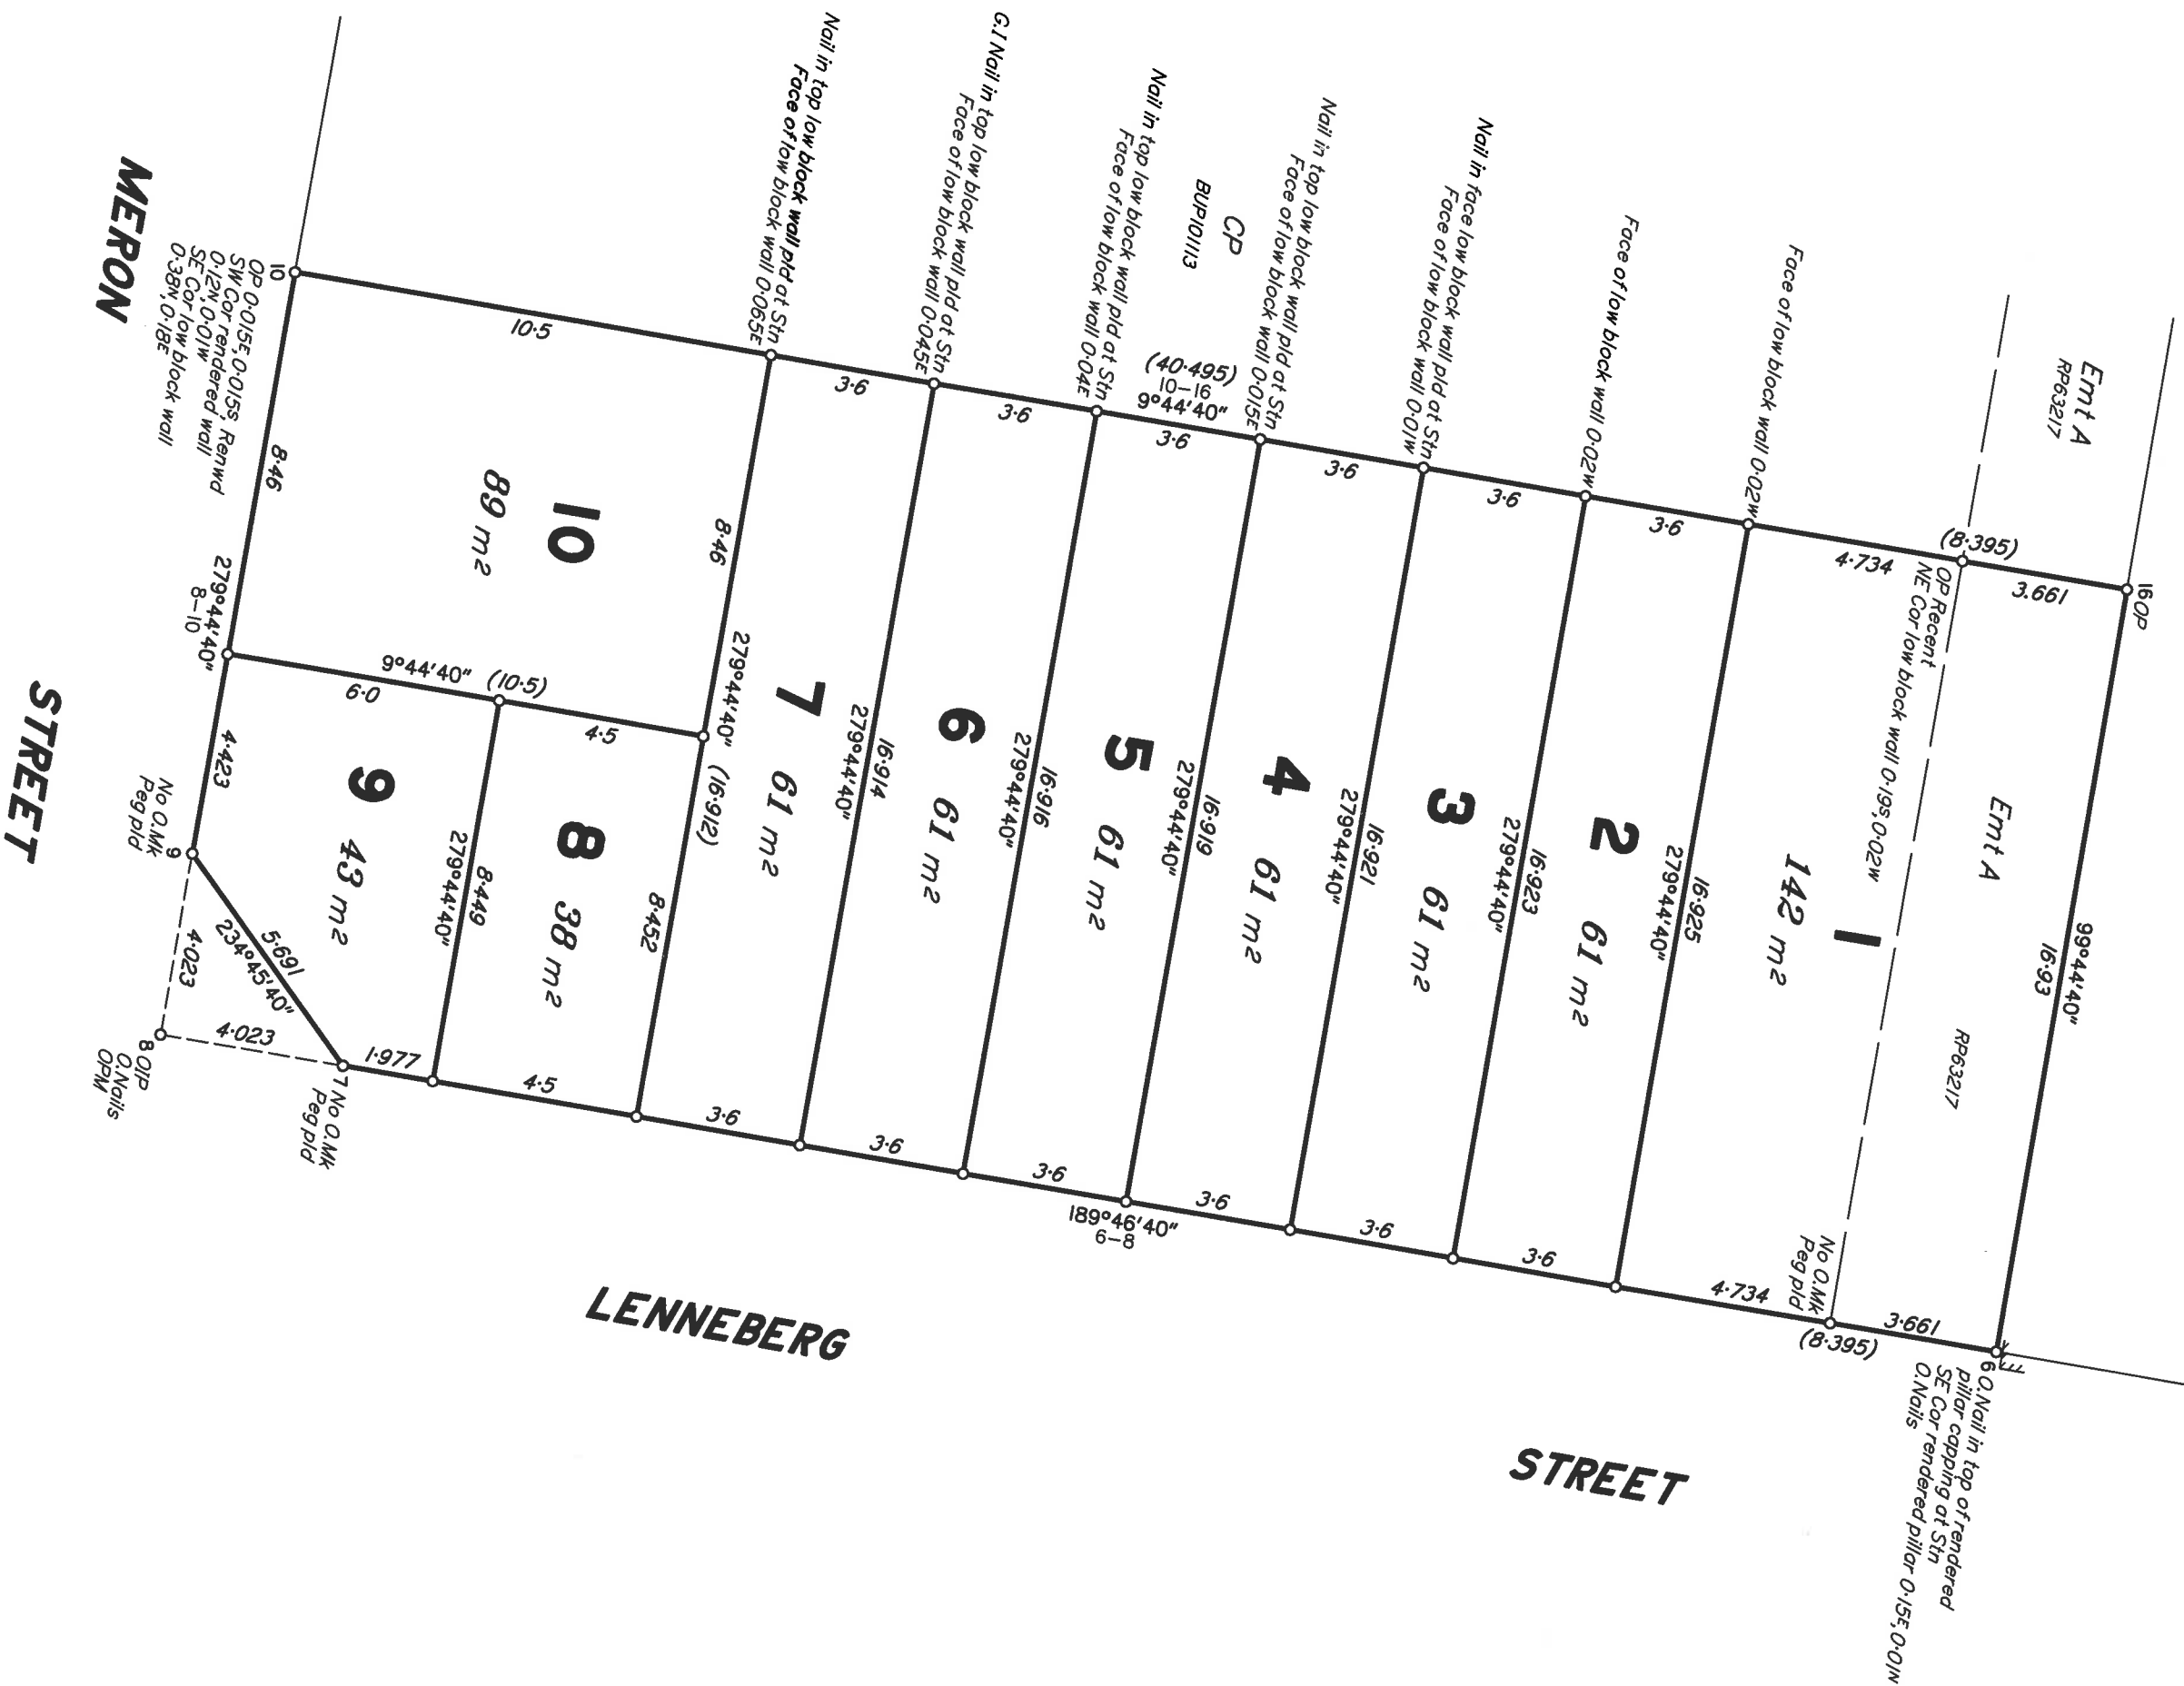 Emt A
RP63217
16 OP
(8·395)
3.661
4·734
OP Recent
NE Cor low block wall 0·19S,0·02W
99°44'40"
16·93
Emt A
RP63217
1
142 m2
No O.Mk
Peg pld
3·661
4·734
(8·395)
6 O.Nail in top of rendered
pillar capping at Stn
SE Cor rendered pillar 0·15E,0·01N
O.Nails
Face of low block wall 0·02W
16·925
279°44'40"
Face of low block wall 0·02W
3·6
2
61 m2
3·6
16·923
279°44'40"
Nail in face low block wall pld at Stn
Face of low block wall 0·01W
3·6
3
61 m2
3·6
16·921
279°44'40"
Nail in top low block wall pld at Stn
Face of low block wall 0·015E
3·6
4
61 m2
3·6
16·919
279°44'40"
CP
BUP101113
(40·495)
10-16
9°44'40"
Nail in top low block wall pld at Stn
Face of low block wall 0·04E
3·6
5
61 m2
3·6
189°46'40"
6-8
16·916
279°44'40"
G.I Nail in top low block wall pld at Stn
Face of low block wall 0·045E
3·6
6
61 m2
3·6
16·914
279°44'40"
Nail in top low block wall pld at Stn
Face of low block wall 0·065E
3·6
7
61 m2
3·6
8·46
279°44'40"
(16·912)
8·452
10·5
10
89 m2
4·5
(10·5)
9°44'40"
6·0
8
38 m2
4·5
8·449
279°44'40"
9
43 m2
1·977
10
OP 0·015E,0·015S, Renwd
SW Cor rendered wall
0·12N,0·01W
SE Cor low block wall
0·38N,0·18E
8·46
279°44'40"
8-10
4·423
9
No O.Mk
Peg pld
5·691
234°45'40"
4·023
4·023
7 No O.Mk
Peg pld
8 OIP
O.Nails
OPM
MERON
STREET
LENNEBERG
STREET